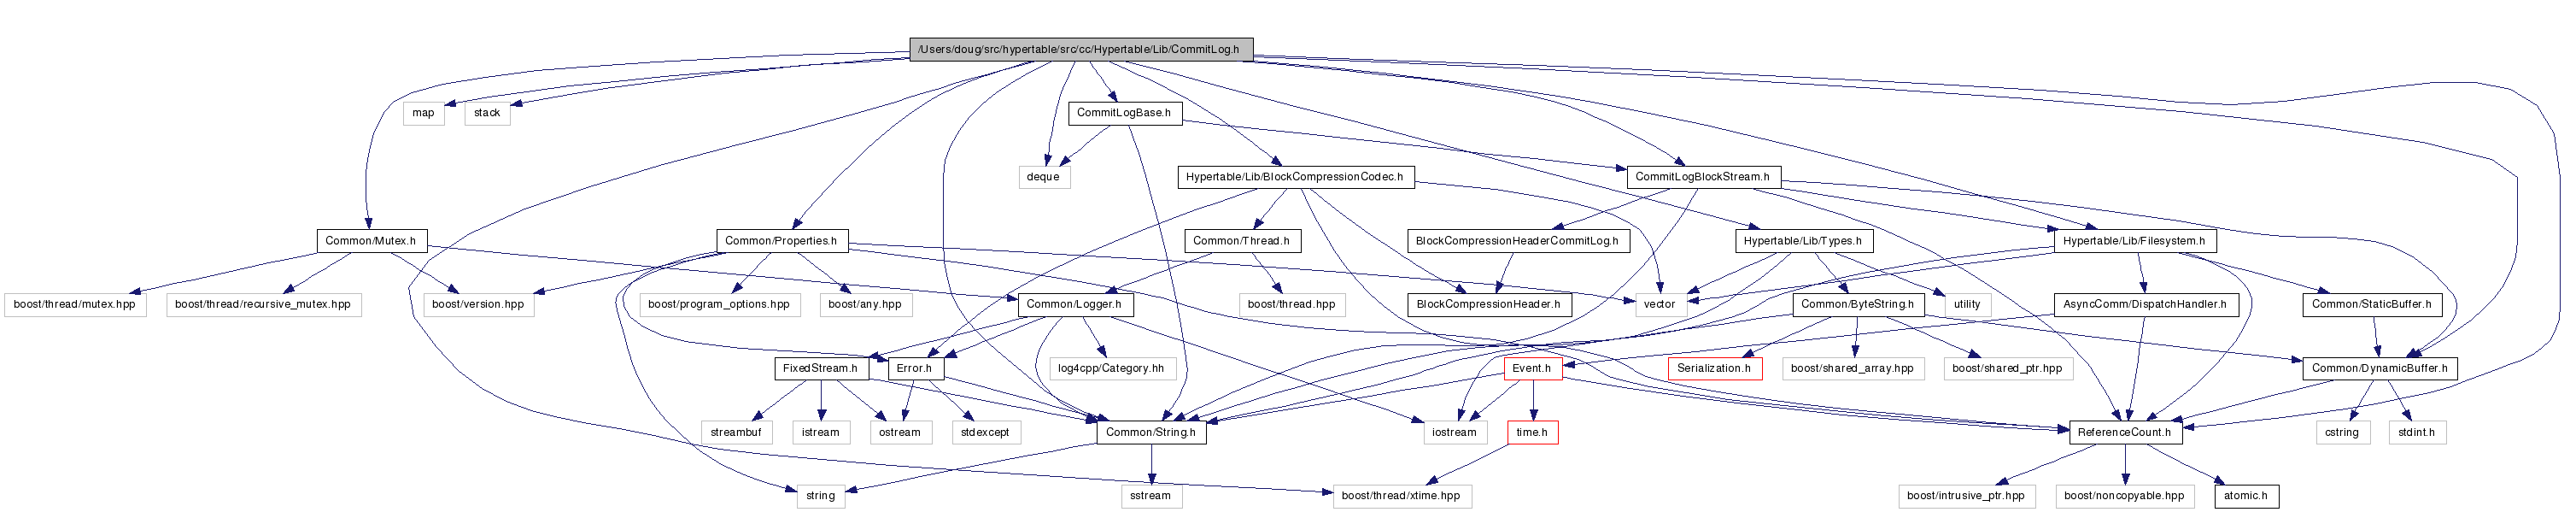 /Users/doug/src/hypertable/src/cc/Hypertable/Lib/CommitLog.h
map
stack
CommitLogBase.h
deque
Hypertable/Lib/BlockCompressionCodec.h
CommitLogBlockStream.h
Common/Mutex.h
Common/Properties.h
Common/Thread.h
BlockCompressionHeaderCommitLog.h
Hypertable/Lib/Types.h
Hypertable/Lib/Filesystem.h
boost/thread/mutex.hpp
boost/thread/recursive_mutex.hpp
boost/version.hpp
boost/program_options.hpp
boost/any.hpp
Common/Logger.h
boost/thread.hpp
vector
BlockCompressionHeader.h
Common/ByteString.h
utility
AsyncComm/DispatchHandler.h
Common/StaticBuffer.h
FixedStream.h
Error.h
log4cpp/Category.hh
Event.h
Serialization.h
boost/shared_array.hpp
boost/shared_ptr.hpp
Common/DynamicBuffer.h
streambuf
istream
ostream
stdexcept
Common/String.h
iostream
time.h
ReferenceCount.h
cstring
stdint.h
string
sstream
boost/thread/xtime.hpp
boost/intrusive_ptr.hpp
boost/noncopyable.hpp
atomic.h